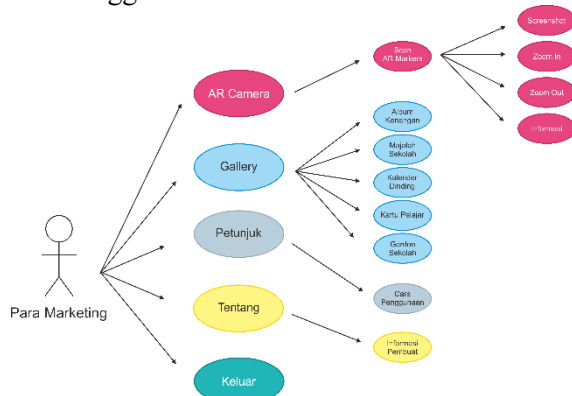 AR Camera
Scan
AR Markers
Screenshot
Zoom In
Zoom Out
Informasi
Gallery
Album
Kenangan
Majalah
Sekolah
Kalender
Dinding
Kartu Pelajar
Sekolah
Petunjuk
Cara
Penggunaan
Tentang
Informasi
Pembuat
Keluar
Para Marketing